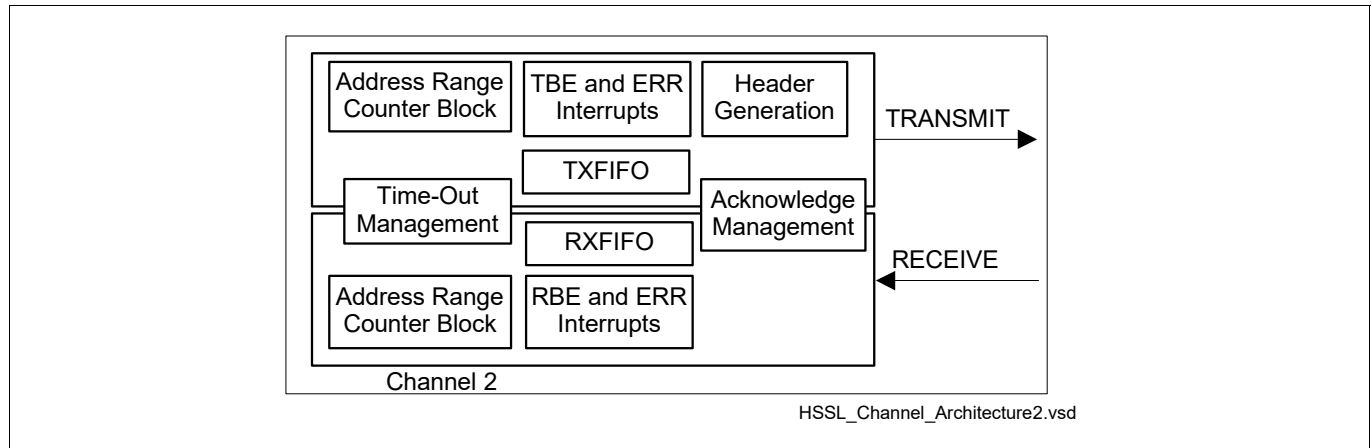 Address Range
Counter Block
TBE and ERR
Interrupts
Header
Generation
TRANSMIT
TXFIFO
Time-Out
Management
Acknowledge
Management
RXFIFO
RECEIVE
Address Range
Counter Block
RBE and ERR
Interrupts
Channel 2
HSSL_Channel_Architecture2.vsd